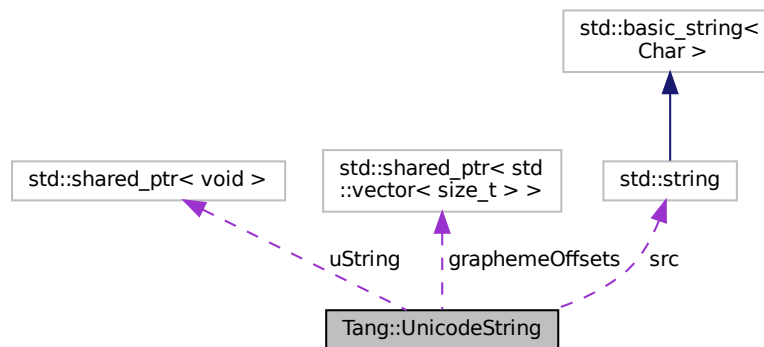 std::basic_string<
Char >
std::shared_ptr< void >
std::shared_ptr< std
::vector< size_t > >
std::string
uString
graphemeOffsets
src
Tang::UnicodeString